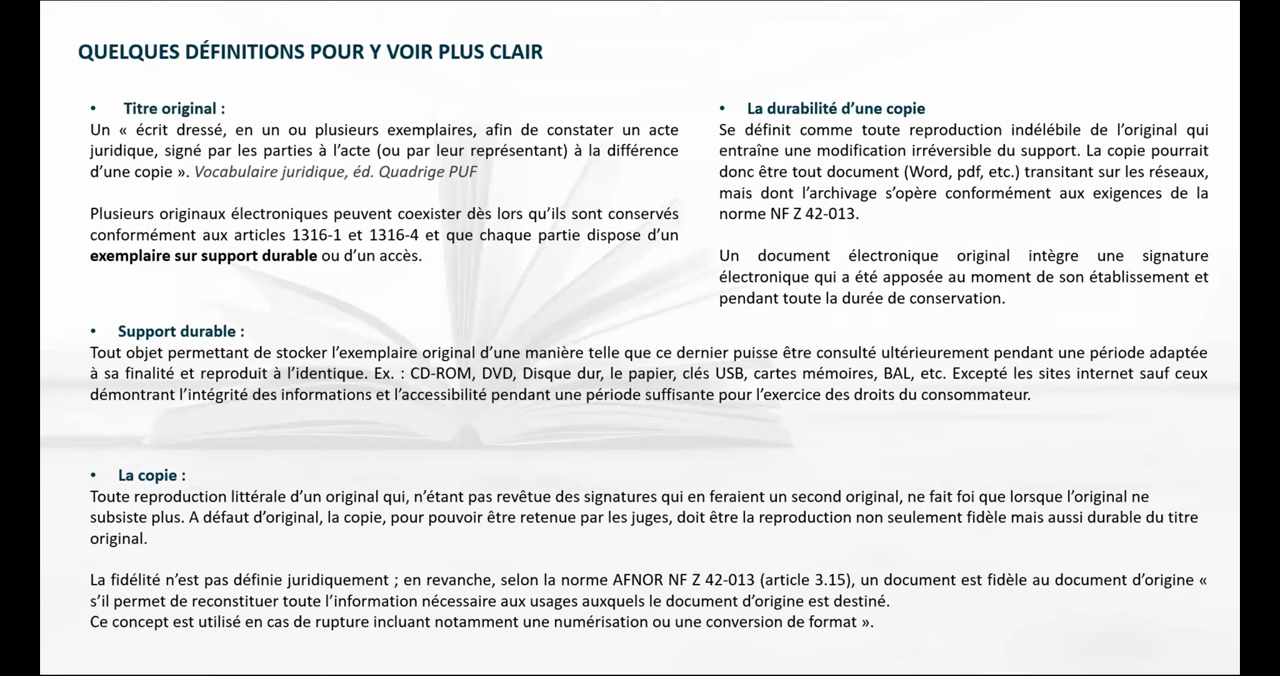 QUELQUES DÉFINITIONS POUR Y VOIR PLUS CLAIR
• Titre original :
Un « écrit dressé, en un ou plusieurs exemplaires, afin de constater un acte
juridique, signé par les parties à l’acte (ou par leur représentant) à la différence
d’une copie ». Vocabulaire juridique, éd. Quadrige PUF
Plusieurs originaux électroniques peuvent coexister dès lors qu’ils sont conservés
conformément aux articles 1316-1 et 1316-4 et que chaque partie dispose d’un
exemplaire sur support durable ou d’un accès.
• La durabilité d’une copie
Se définit comme toute reproduction indélébile de l’original qui
entraîne une modification irréversible du support. La copie pourrait
donc être tout document (Word, pdf, etc.) transitant sur les réseaux,
mais dont l’archivage s’opère conformément aux exigences de la
norme NF Z 42-013.
Un document électronique original intègre une signature
électronique qui a été apposée au moment de son établissement et
pendant toute la durée de conservation.
• Support durable :
Tout objet permettant de stocker l’exemplaire original d’une manière telle que ce dernier puisse être consulté ultérieurement pendant une période adaptée
à sa finalité et reproduit à l’identique. Ex. : CD-ROM, DVD, Disque dur, le papier, clés USB, cartes mémoires, BAL, etc. Excepté les sites internet sauf ceux
démontrant l’intégrité des informations et l’accessibilité pendant une période suffisante pour l’exercice des droits du consommateur.
• La copie :
Toute reproduction littérale d’un original qui, n’étant pas revêtue des signatures qui en feraient un second original, ne fait foi que lorsque l’original ne
subsiste plus. A défaut d’original, la copie, pour pouvoir être retenue par les juges, doit être la reproduction non seulement fidèle mais aussi durable du titre
original.
La fidélité n’est pas définie juridiquement ; en revanche, selon la norme AFNOR NF Z 42-013 (article 3.15), un document est fidèle au document d’origine «
s’il permet de reconstituer toute l’information nécessaire aux usages auxquels le document d’origine est destiné.
Ce concept est utilisé en cas de rupture incluant notamment une numérisation ou une conversion de format ».